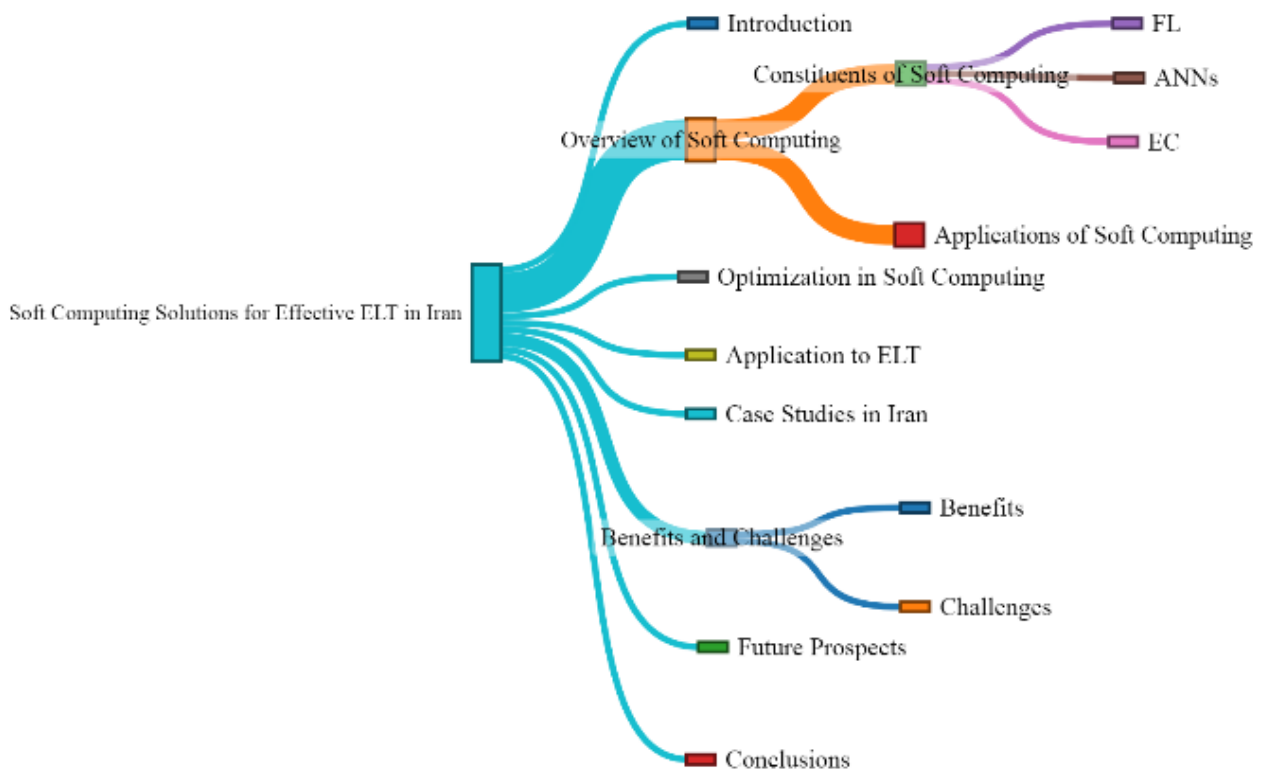 Introduction
FL
Constituents of Soft Computing
ANNs
Overview of Soft Computing
EC
Applications of Soft Computing
Optimization in Soft Computing
Soft Computing Solutions for Effective ELT in Iran
Application to ELT
Case Studies in Iran
Benefits
Benefits and Challenges
Challenges
Future Prospects
Conclusions